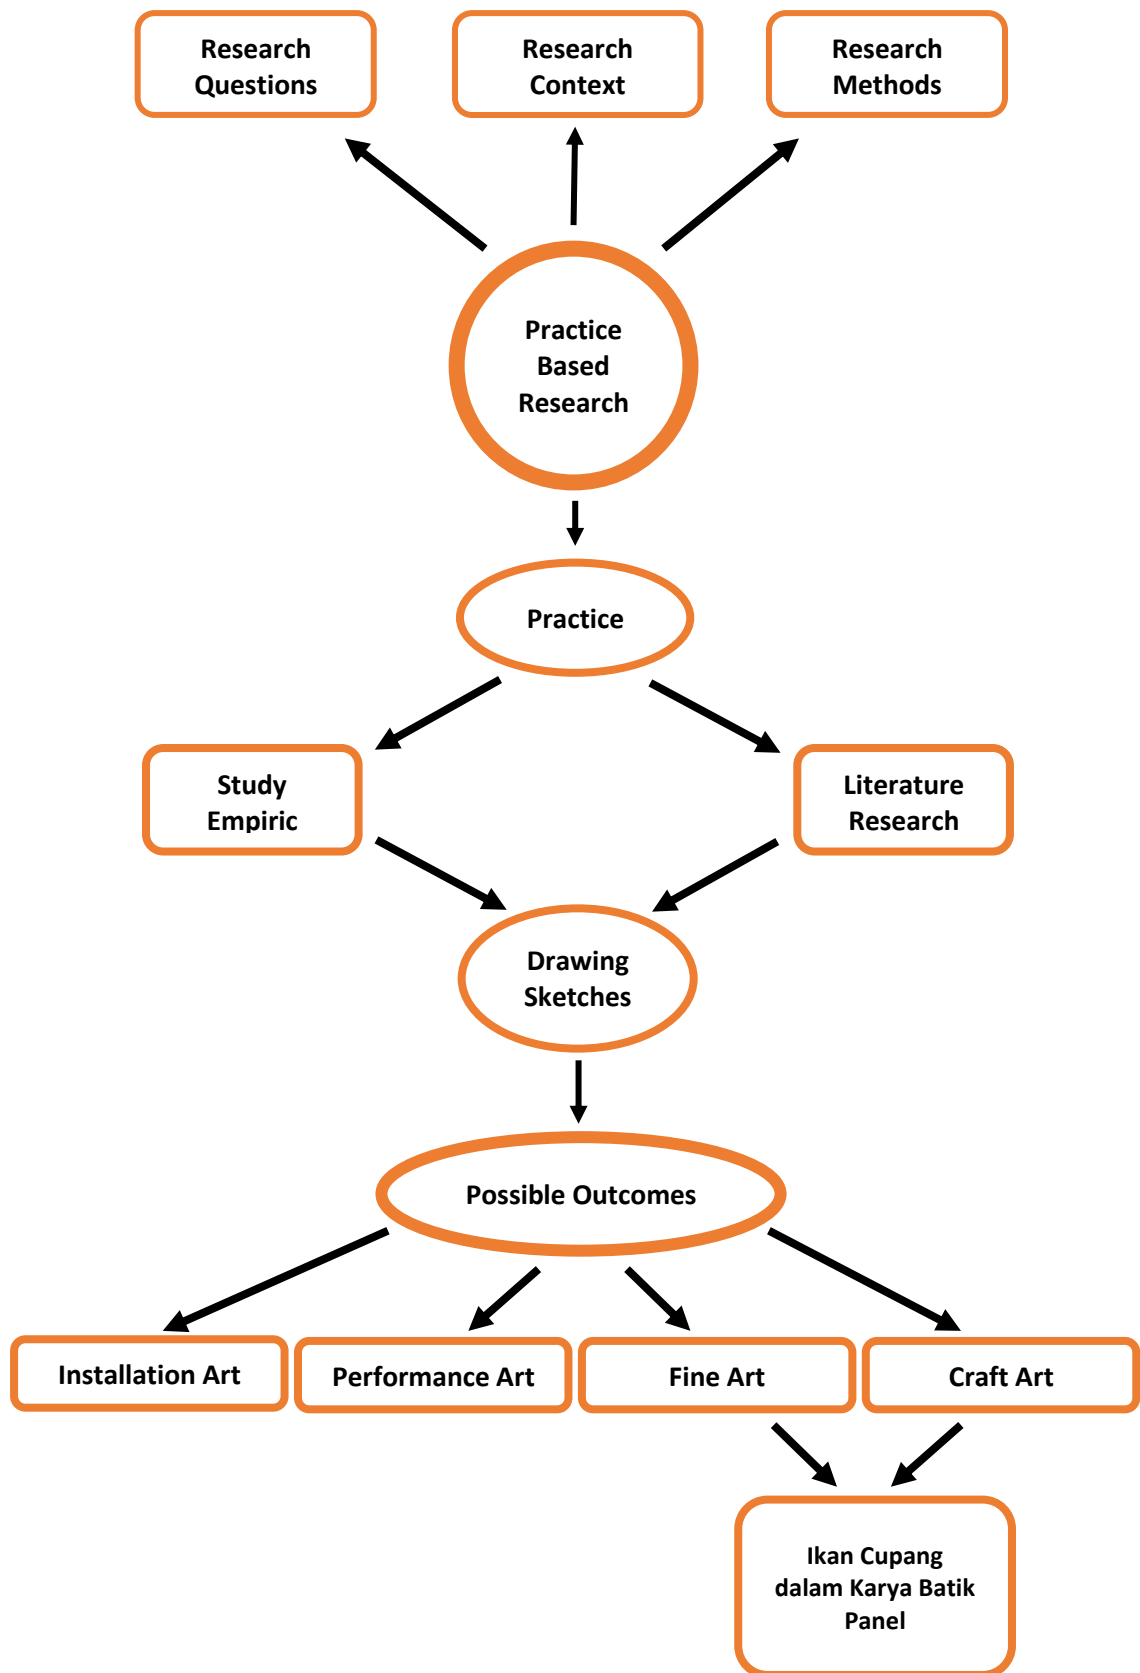 Research
Questions
Research
Context
Research
Methods
Practice
Based
Research
Practice
Study
Empiric
Literature
Research
Drawing
Sketches
Possible Outcomes
Installation Art
Performance Art
Fine Art
Craft Art
Ikan Cupang
dalam Karya Batik
Panel